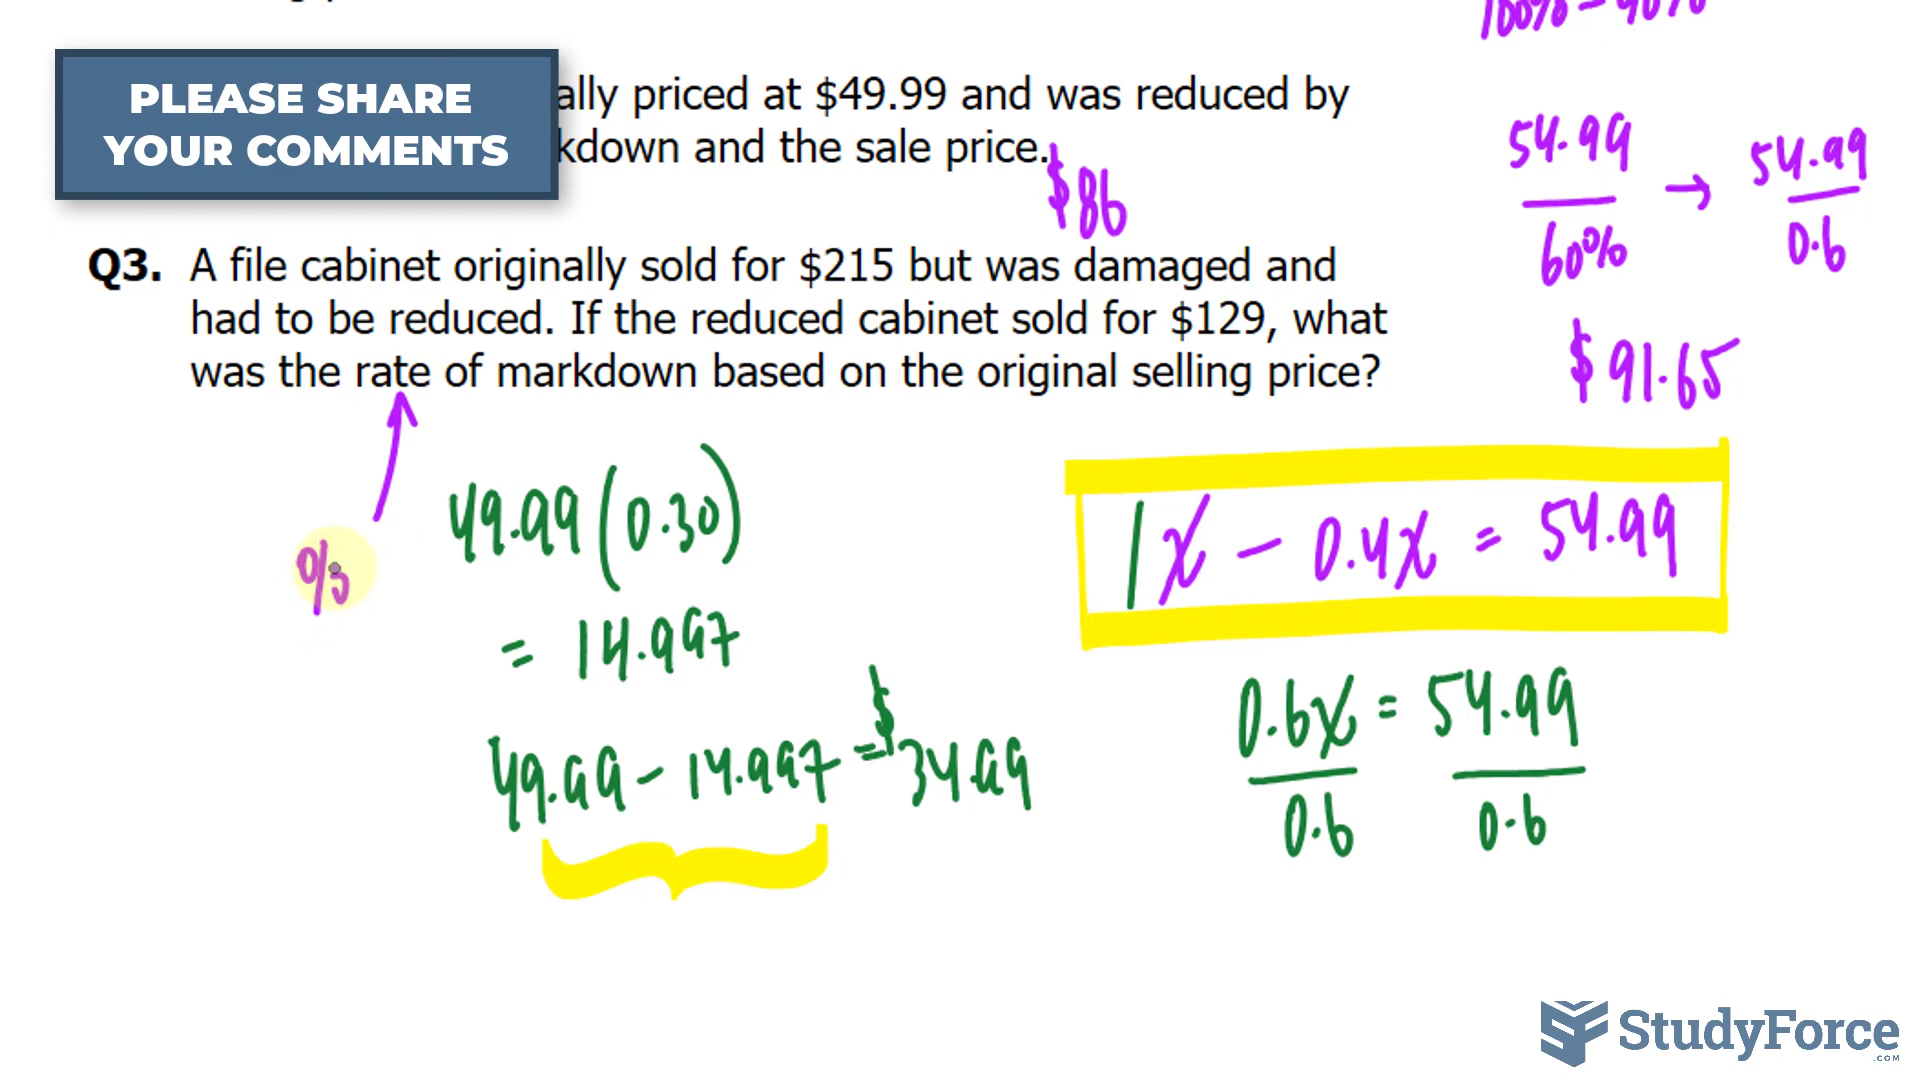 100% - 40%
PLEASE SHARE
YOUR COMMENTS
ally priced at $49.99 and was reduced by
kdown and the sale price.
$86
54.99 → 54.99
60% 0.6
$91.65
Q3. A file cabinet originally sold for $215 but was damaged and
had to be reduced. If the reduced cabinet sold for $129, what
was the rate of markdown based on the original selling price?
%
49.99(0.30)
= 14.997
49.99 - 14.997 = $34.99
1x - 0.4x = 54.99
0.6x = 54.99
0.6 0.6
StudyForce
.COM